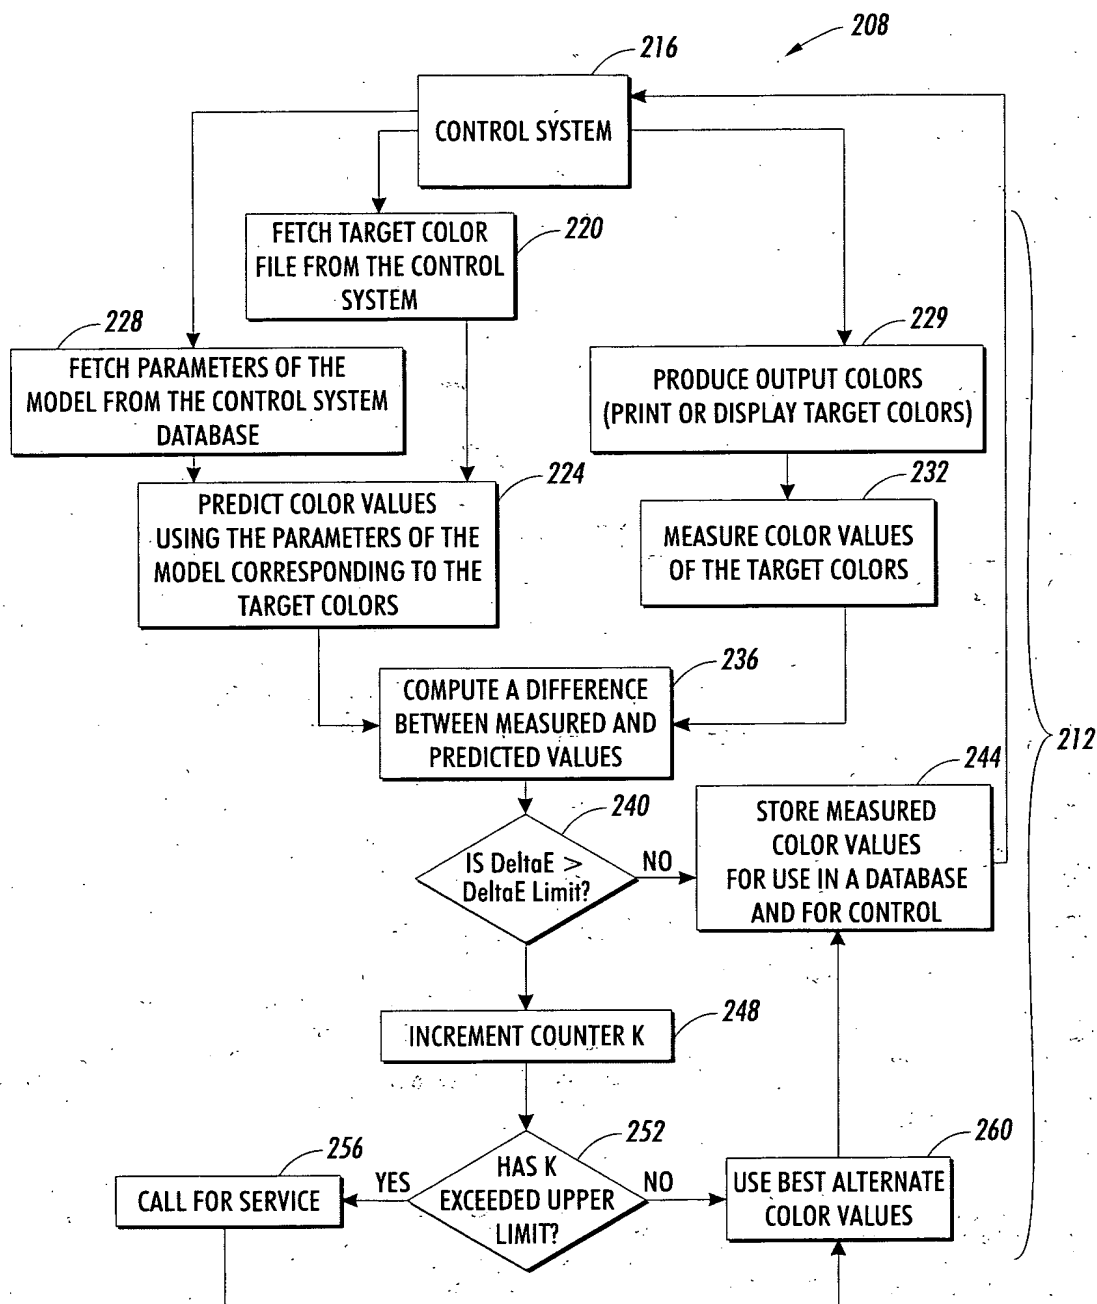 208
216
CONTROL SYSTEM
FETCH TARGET COLOR
FILE FROM THE CONTROL
SYSTEM
220
228
FETCH PARAMETERS OF THE
MODEL FROM THE CONTROL SYSTEM
DATABASE
229
PRODUCE OUTPUT COLORS
(PRINT OR DISPLAY TARGET COLORS)
224
PREDICT COLOR VALUES
USING THE PARAMETERS OF THE
MODEL CORRESPONDING TO THE
TARGET COLORS
232
MEASURE COLOR VALUES
OF THE TARGET COLORS
236
COMPUTE A DIFFERENCE
BETWEEN MEASURED AND
PREDICTED VALUES
212
240
IS DeltaE >
DeltaE Limit?
NO
244
STORE MEASURED
COLOR VALUES
FOR USE IN A DATABASE
AND FOR CONTROL
248
INCREMENT COUNTER K
252
HAS K
EXCEEDED UPPER
LIMIT?
YES
NO
256
CALL FOR SERVICE
260
USE BEST ALTERNATE
COLOR VALUES